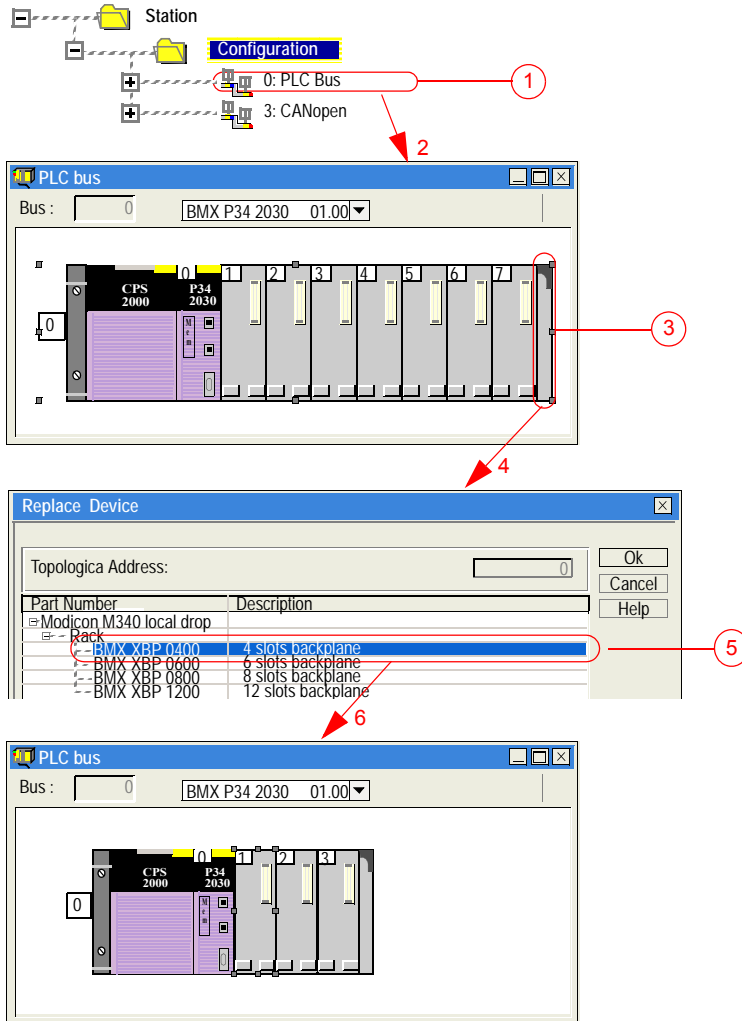 Station
Configuration
0: PLC Bus
1
3: CANopen
2
PLC bus
Bus : 0 BMX P34 2030 01.00
0 1 2 3 4 5 6 7
CPS 2000
P34 2030
Mem
0
0
3
4
Replace Device
Topologica Address: 0
Ok
Cancel
Help
Part Number Description
Modicon M340 local drop
Rack
BMX XBP 0400 4 slots backplane
5
BMX XBP 0600 6 slots backplane
BMX XBP 0800 8 slots backplane
BMX XBP 1200 12 slots backplane
6
PLC bus
Bus : 0 BMX P34 2030 01.00
0 1 2 3
CPS 2000
P34 2030
Mem
0
0